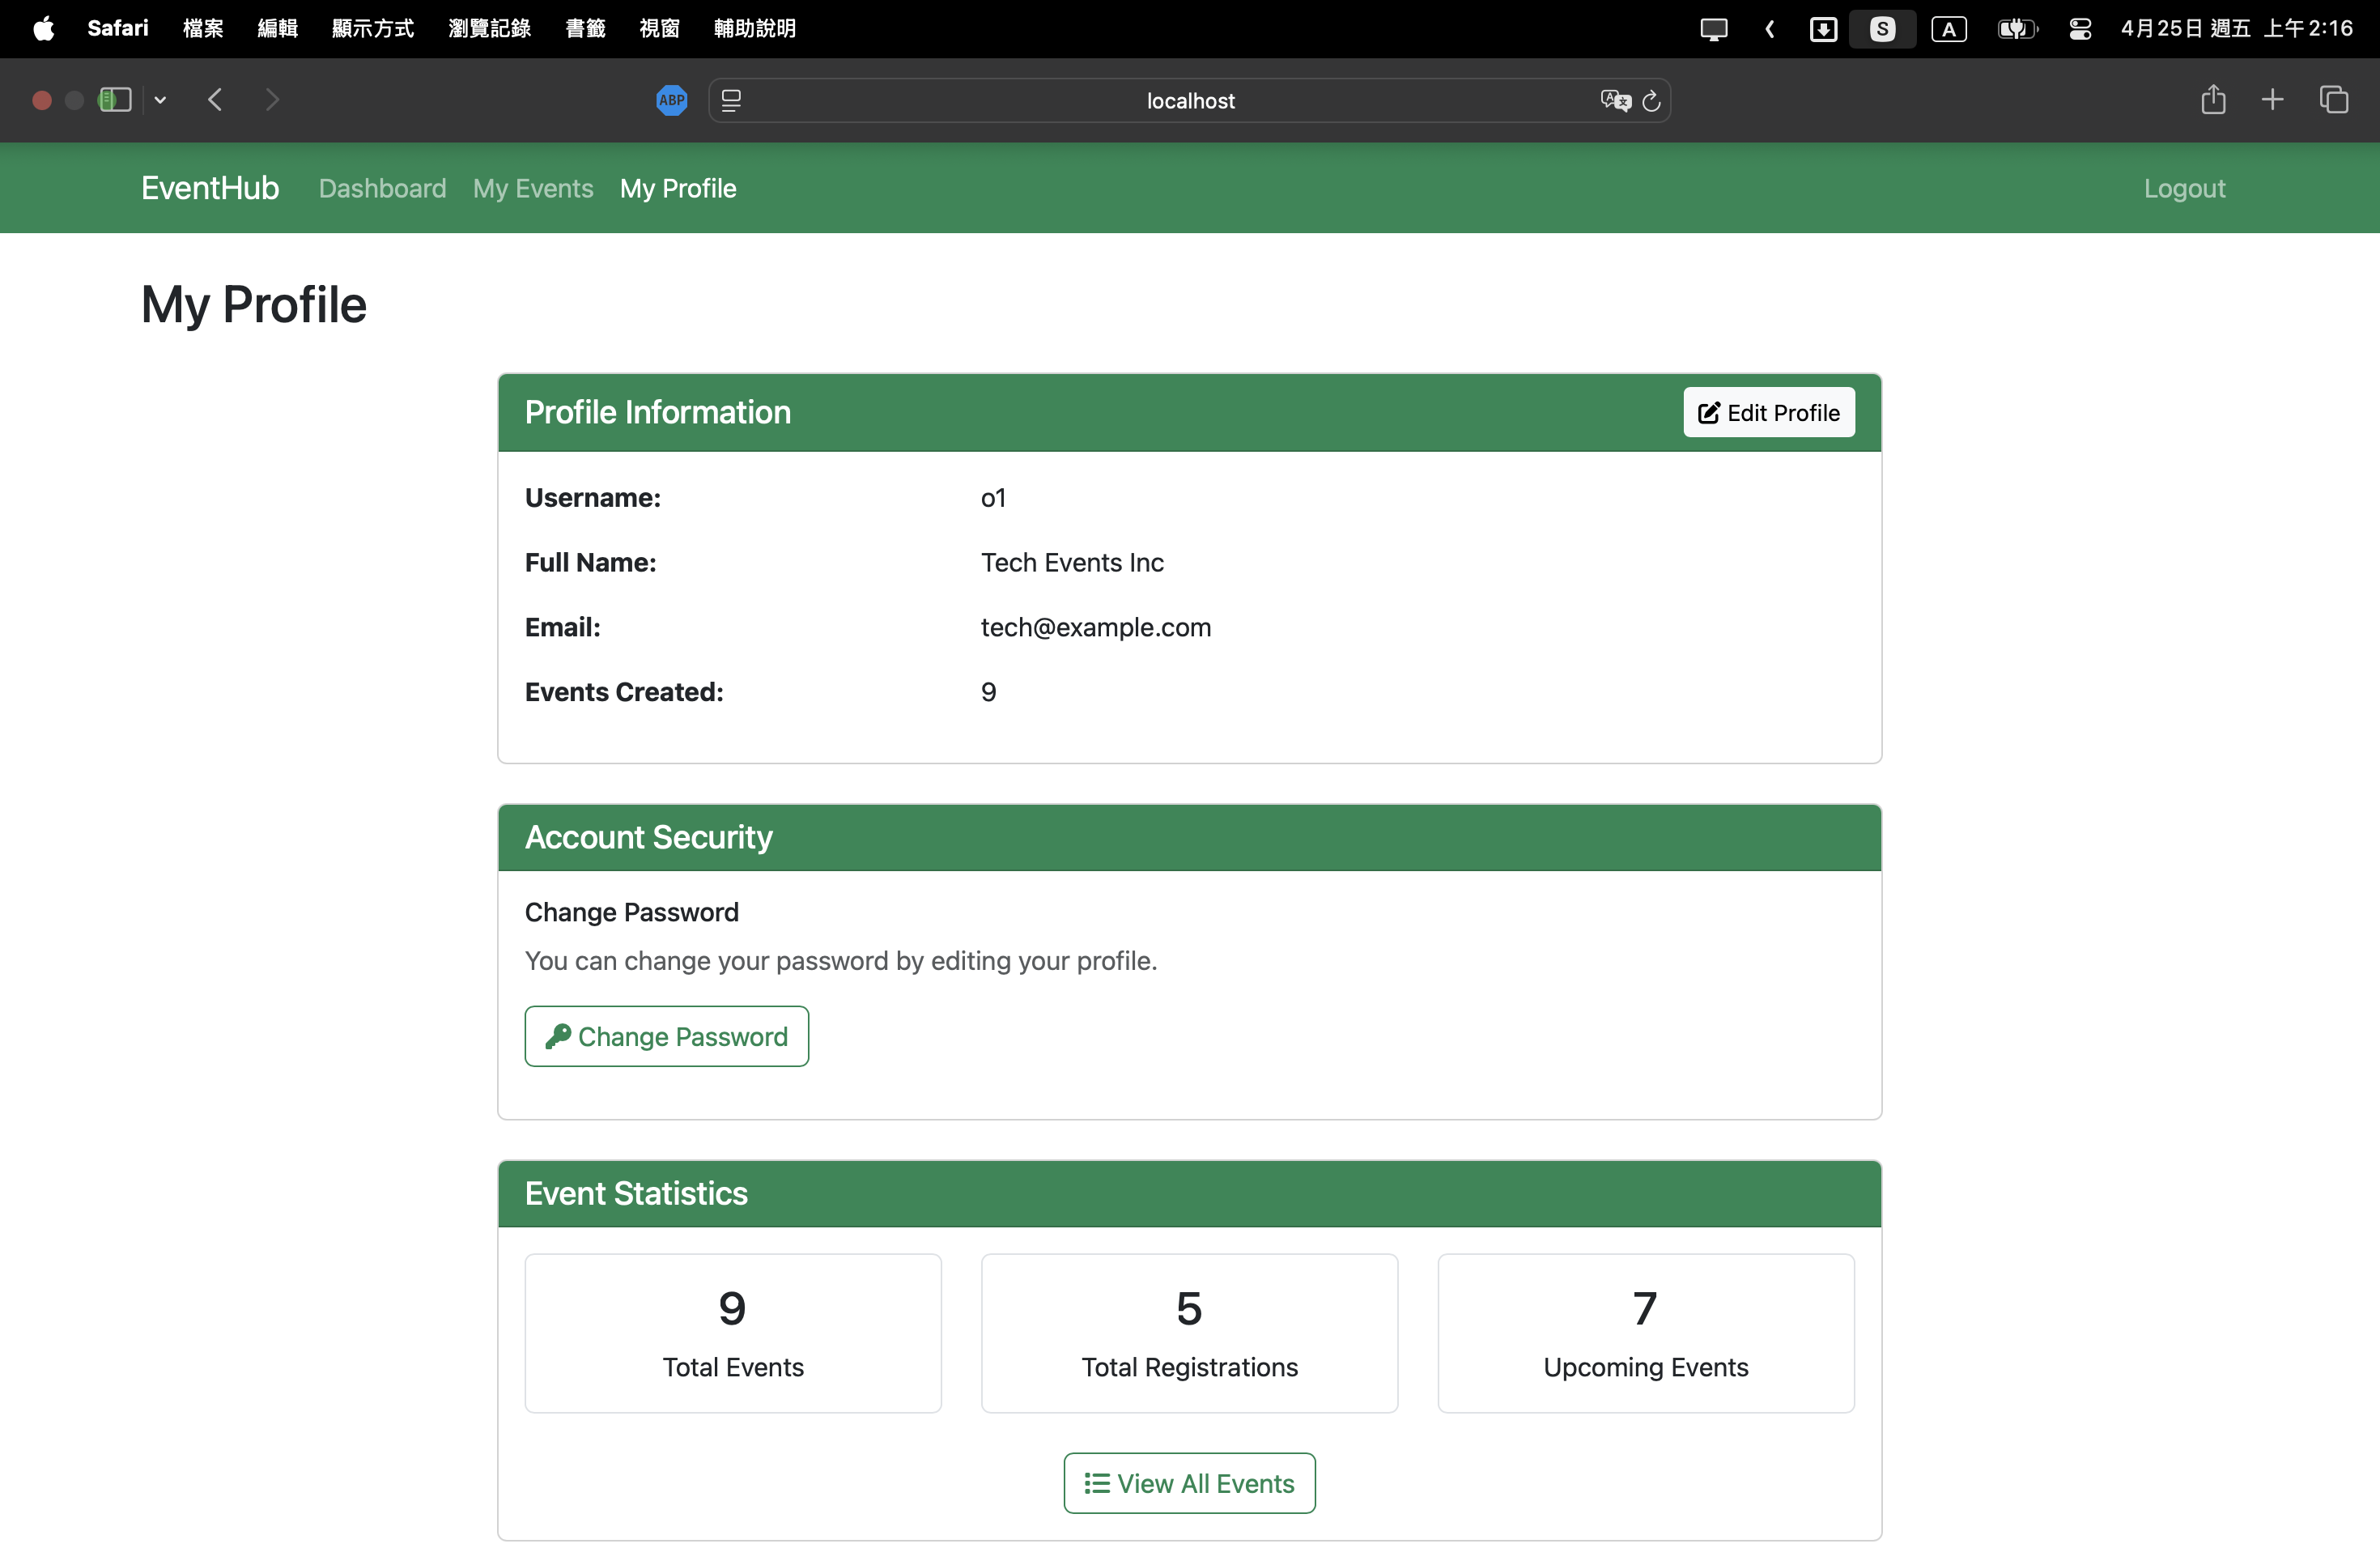 Safari 檔案 編輯 顯示方式 瀏覽記錄 書籤 視窗 輔助說明 S A 4月25日 週五 上午2:16
ABP localhost
EventHub Dashboard My Events My Profile Logout
My Profile
Profile Information Edit Profile
Username: o1
Full Name: Tech Events Inc
Email: tech@example.com
Events Created: 9
Account Security
Change Password
You can change your password by editing your profile.
Change Password
Event Statistics
9 5 7
Total Events Total Registrations Upcoming Events
View All Events